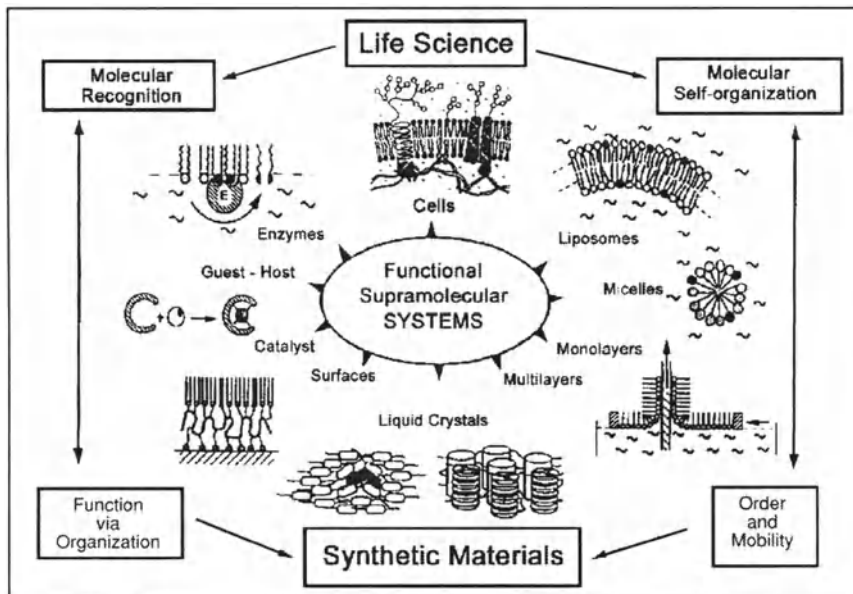 Life Science
Molecular
Recognition
Molecular
Self-organization
Cells
E
Enzymes
Liposomes
Guest - Host
Functional
Supramolecular
SYSTEMS
Micelles
+
Catalyst
Monolayers
Surfaces
Multilayers
Liquid Crystals
Function
via
Organization
Order
and
Mobility
Synthetic Materials